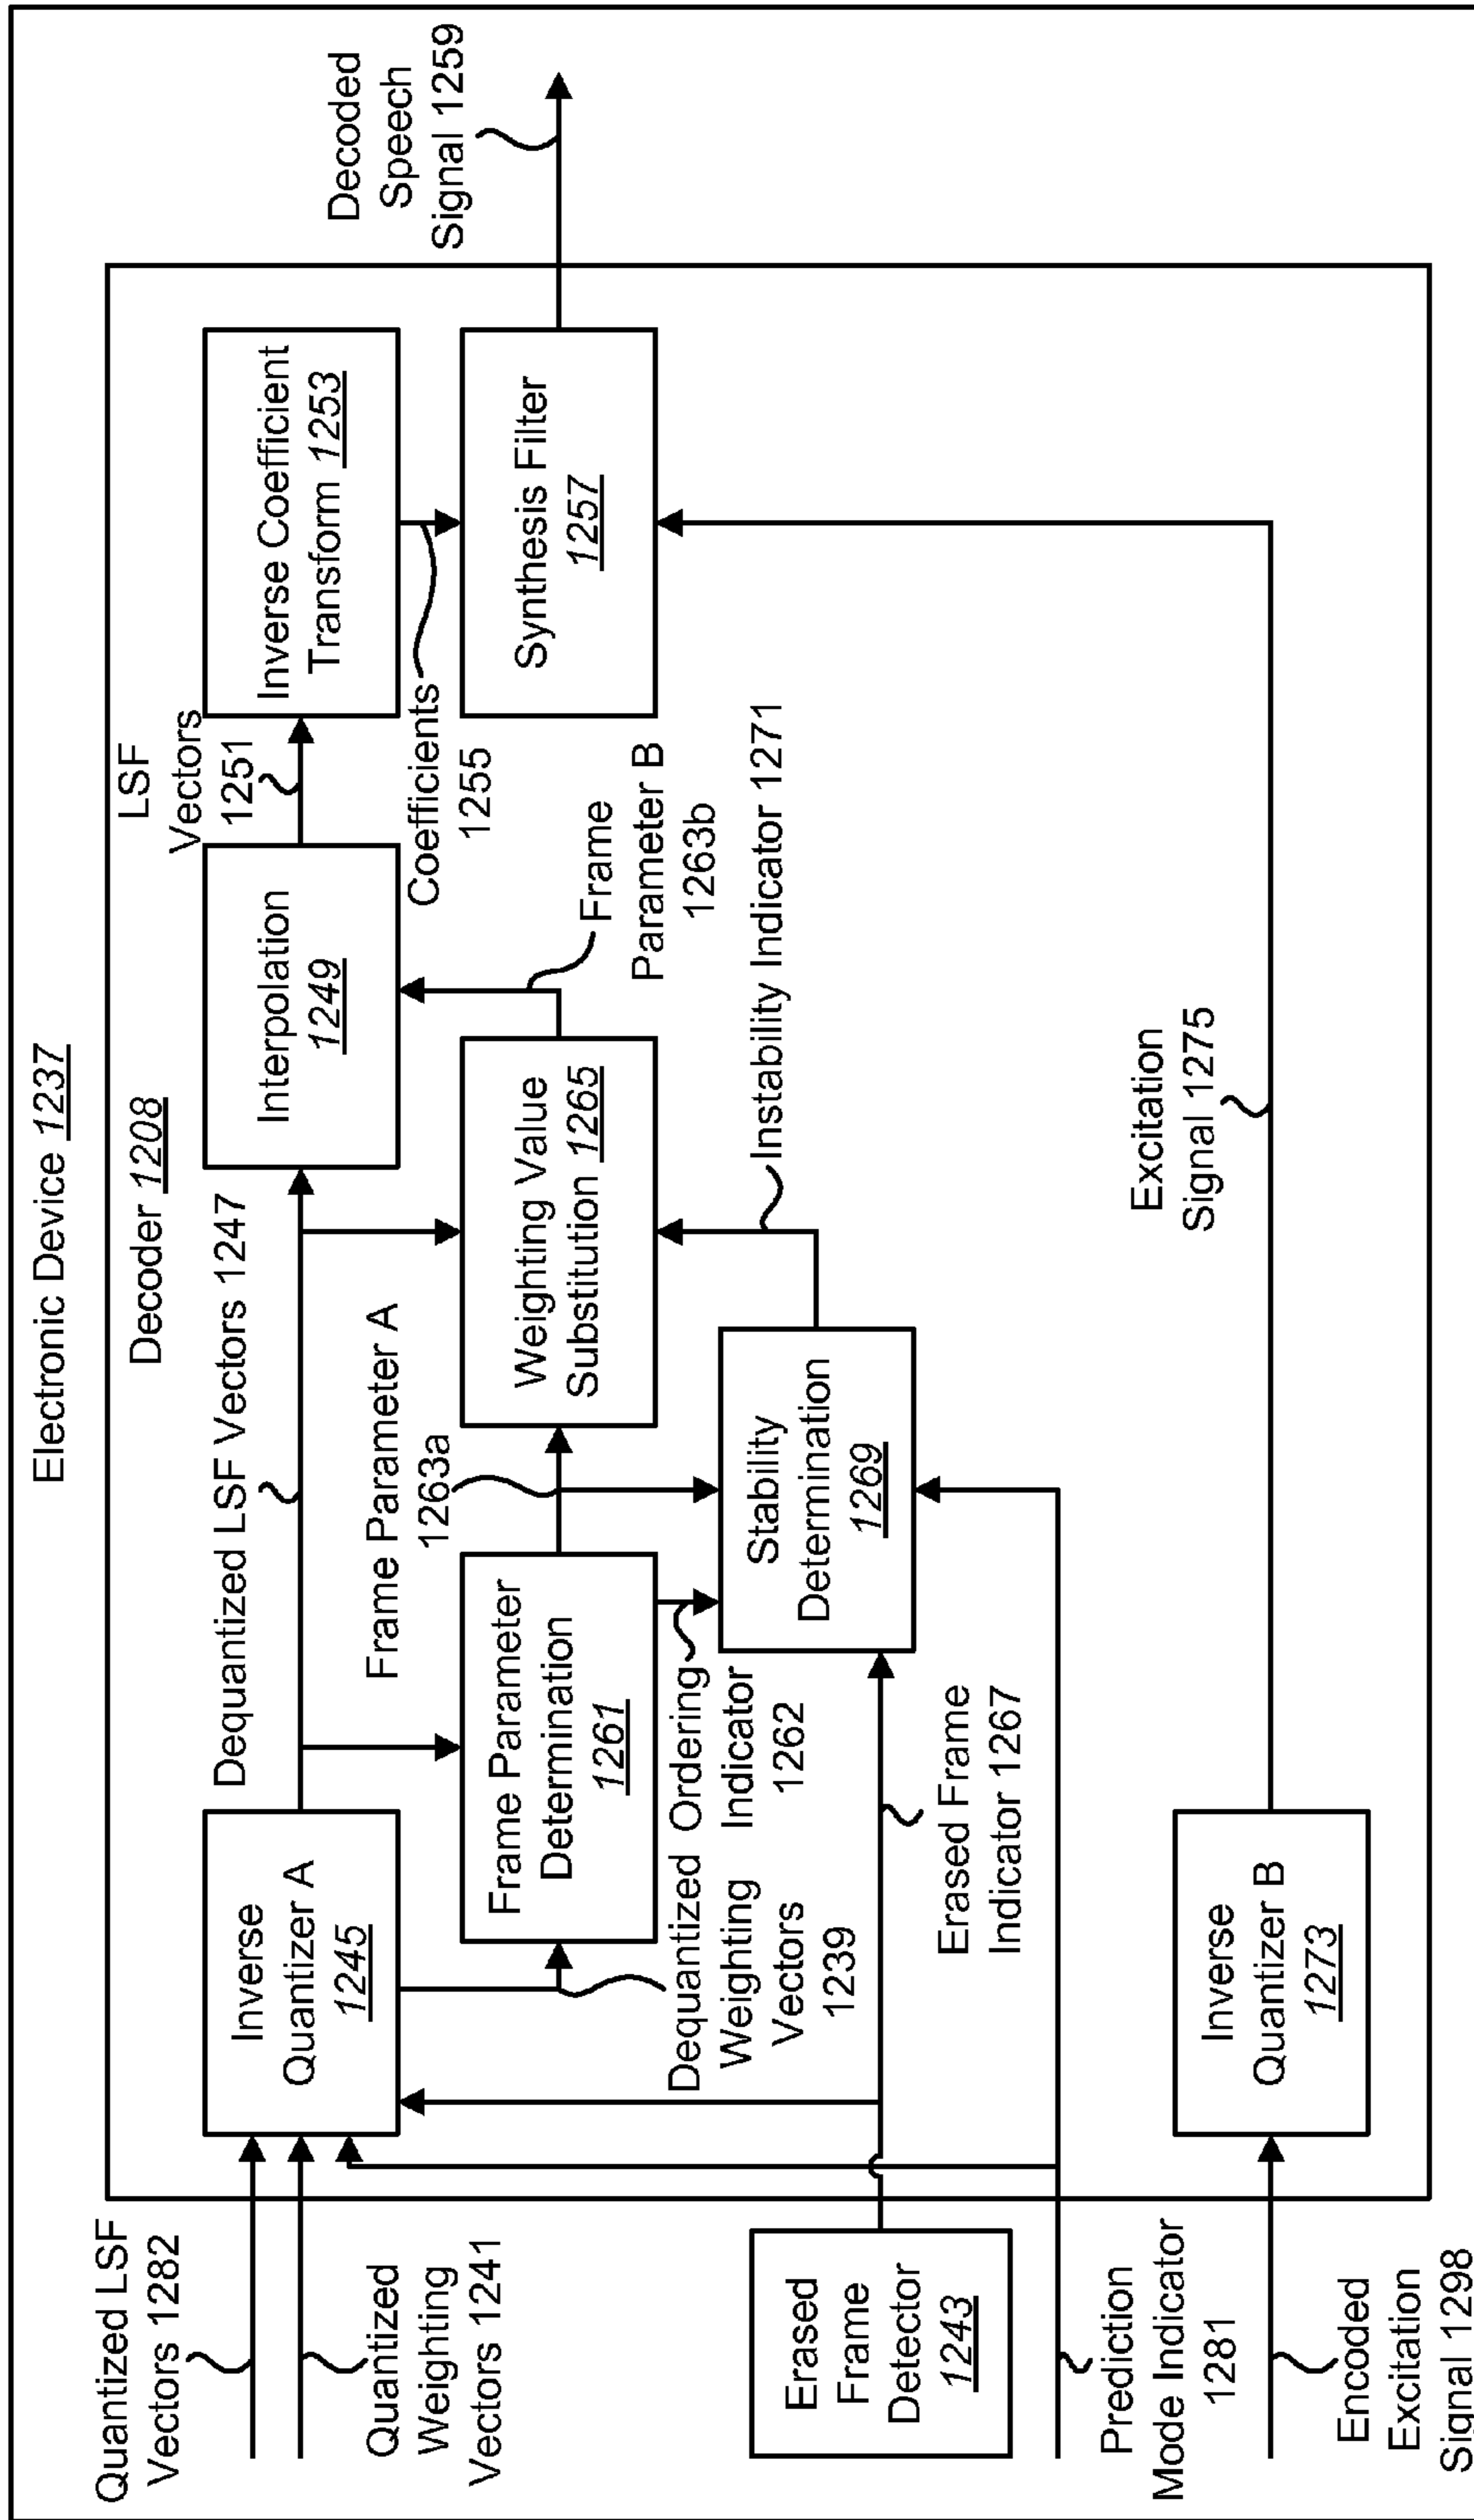 Electronic Device 1237
Decoder 1208
Quantized LSF
Vectors 1282
Quantized
Weighting
Vectors 1241
Inverse
Quantizer A
1245
Dequantized LSF Vectors 1247
Interpolation
1249
LSF
Vectors
1251
Inverse Coefficient
Transform 1253
Coefficients
1255
Frame Parameter
Determination
1261
Frame Parameter A
1263a
Weighting Value
Substitution 1265
Frame
Parameter B
1263b
Synthesis Filter
1257
Decoded
Speech
Signal 1259
Dequantized
Weighting
Vectors
1239
Ordering
Indicator
1262
Stability
Determination
1269
Instability Indicator 1271
Erased
Frame
Detector
1243
Erased Frame
Indicator 1267
Prediction
Mode Indicator
1281
Encoded
Excitation
Signal 1298
Inverse
Quantizer B
1273
Excitation
Signal 1275